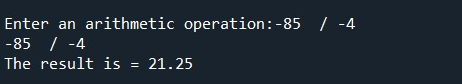 Enter an arithmetic operation:-85  / -4
-85  / -4
The result is = 21.25